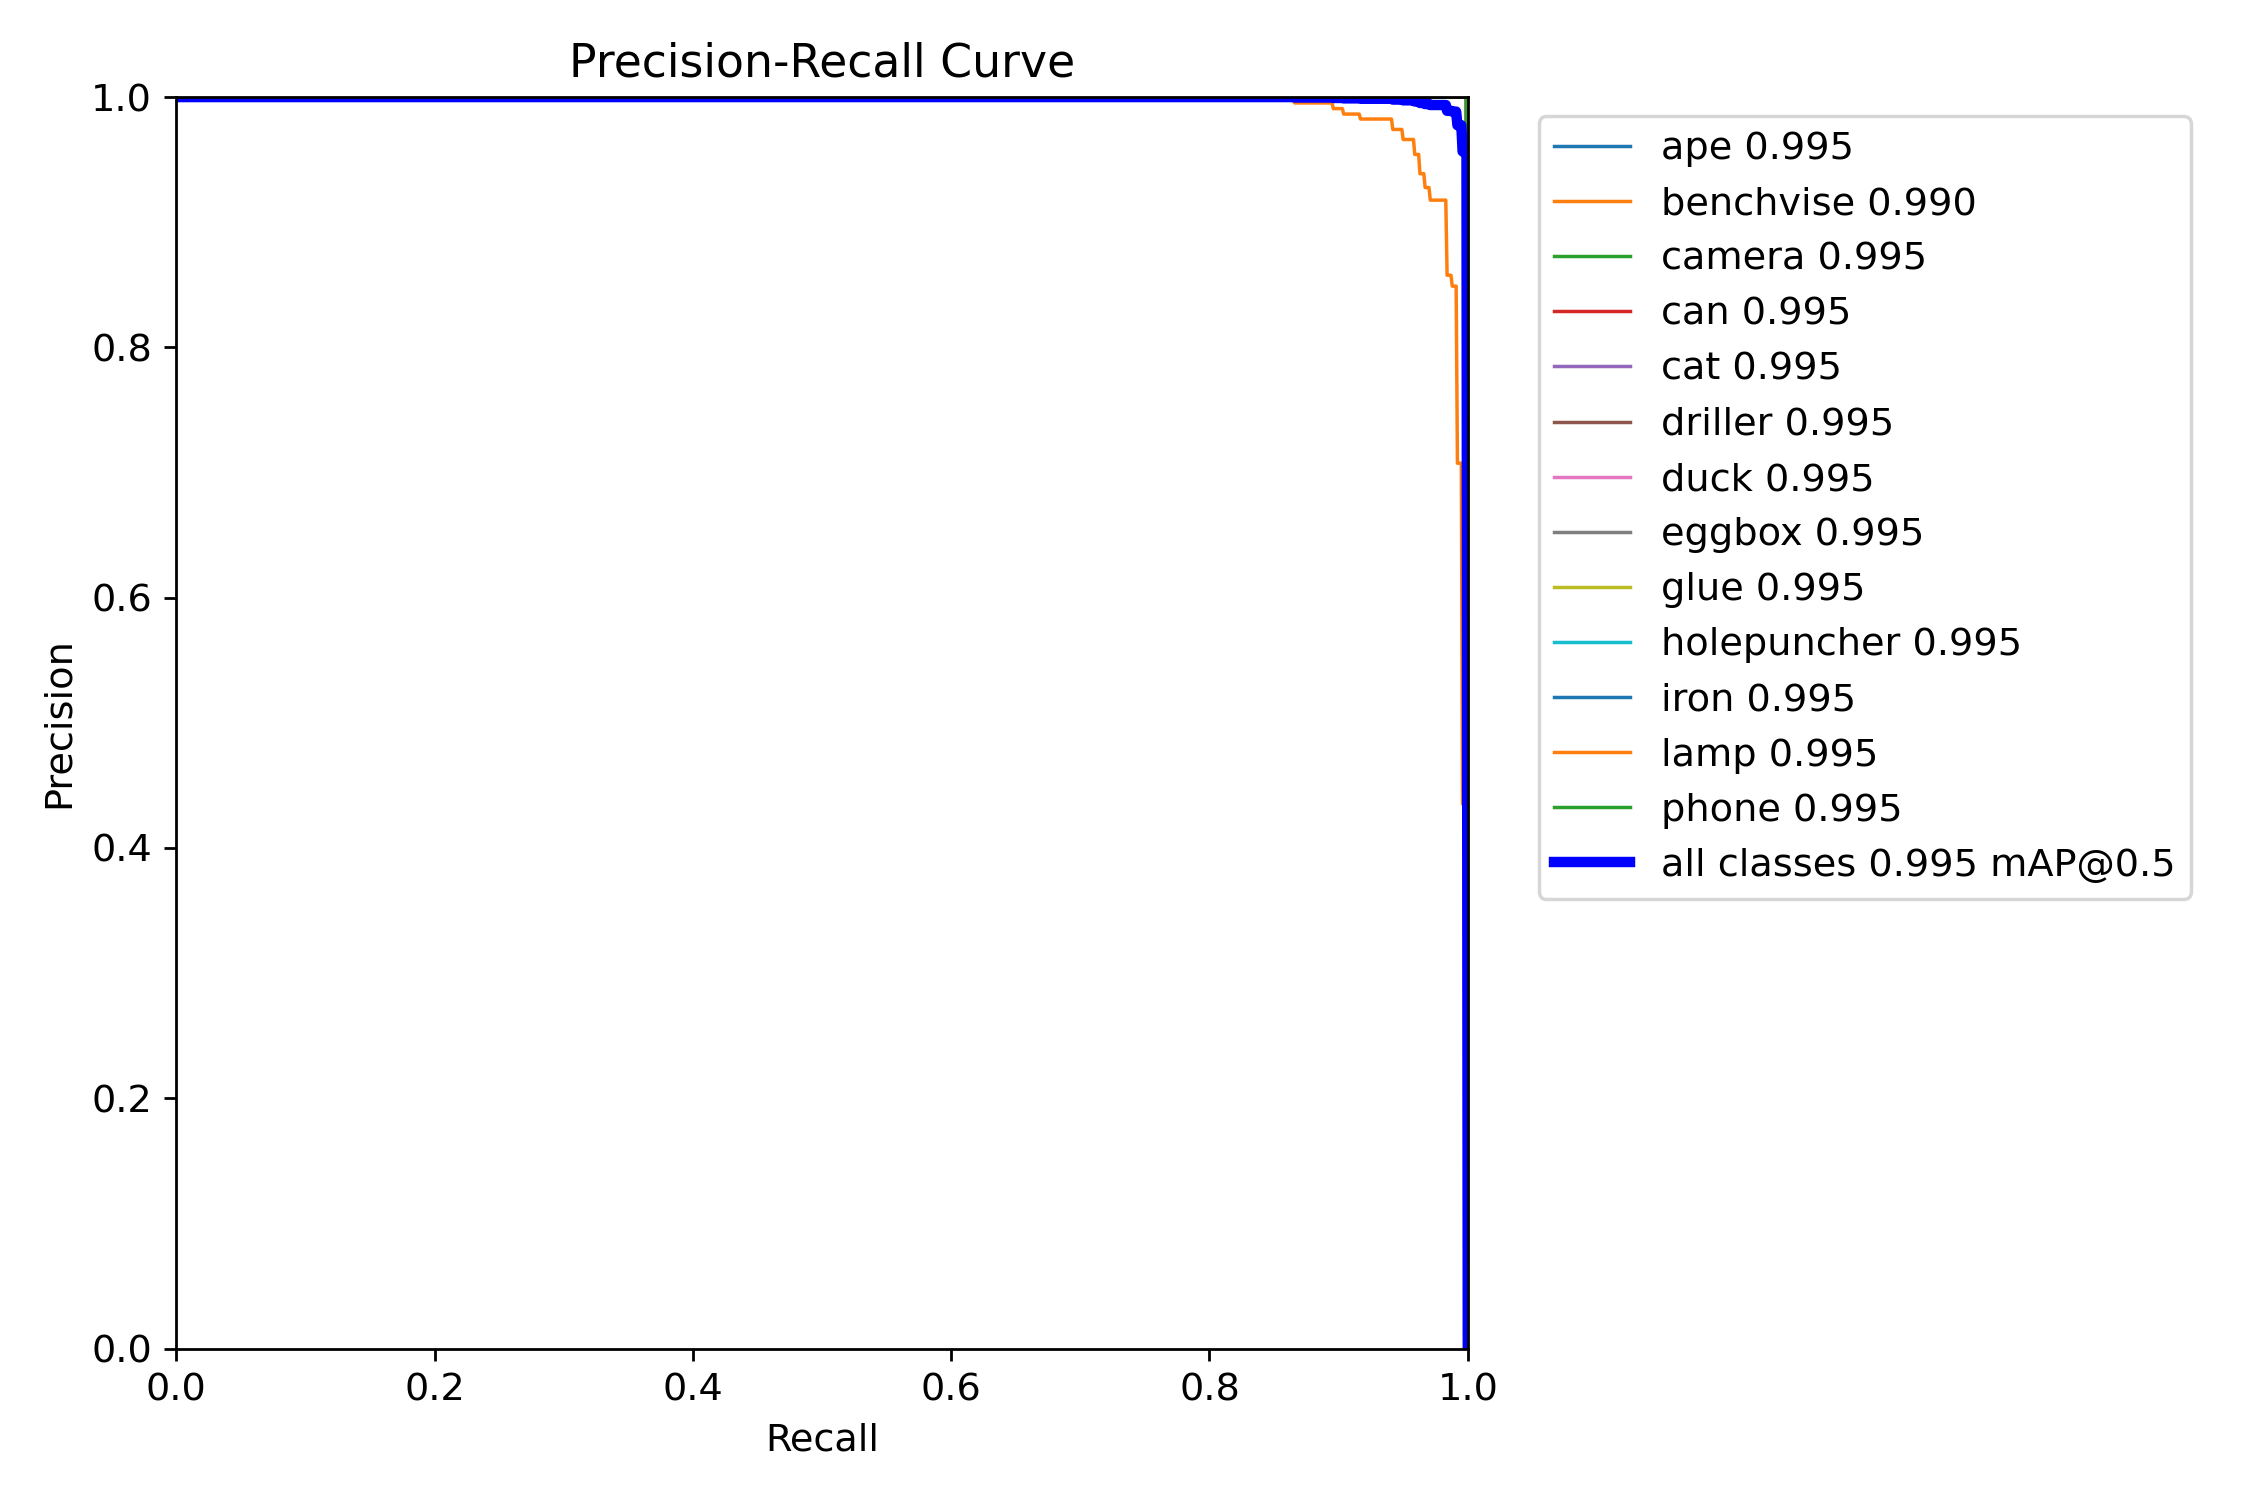 Precision-Recall Curve
1.0
0.8
0.6
0.4
0.2
0.0
Precision
0.0 0.2 0.4 0.6 0.8 1.0
Recall
ape 0.995
benchvise 0.990
camera 0.995
can 0.995
cat 0.995
driller 0.995
duck 0.995
eggbox 0.995
glue 0.995
holepuncher 0.995
iron 0.995
lamp 0.995
phone 0.995
all classes 0.995 mAP@0.5